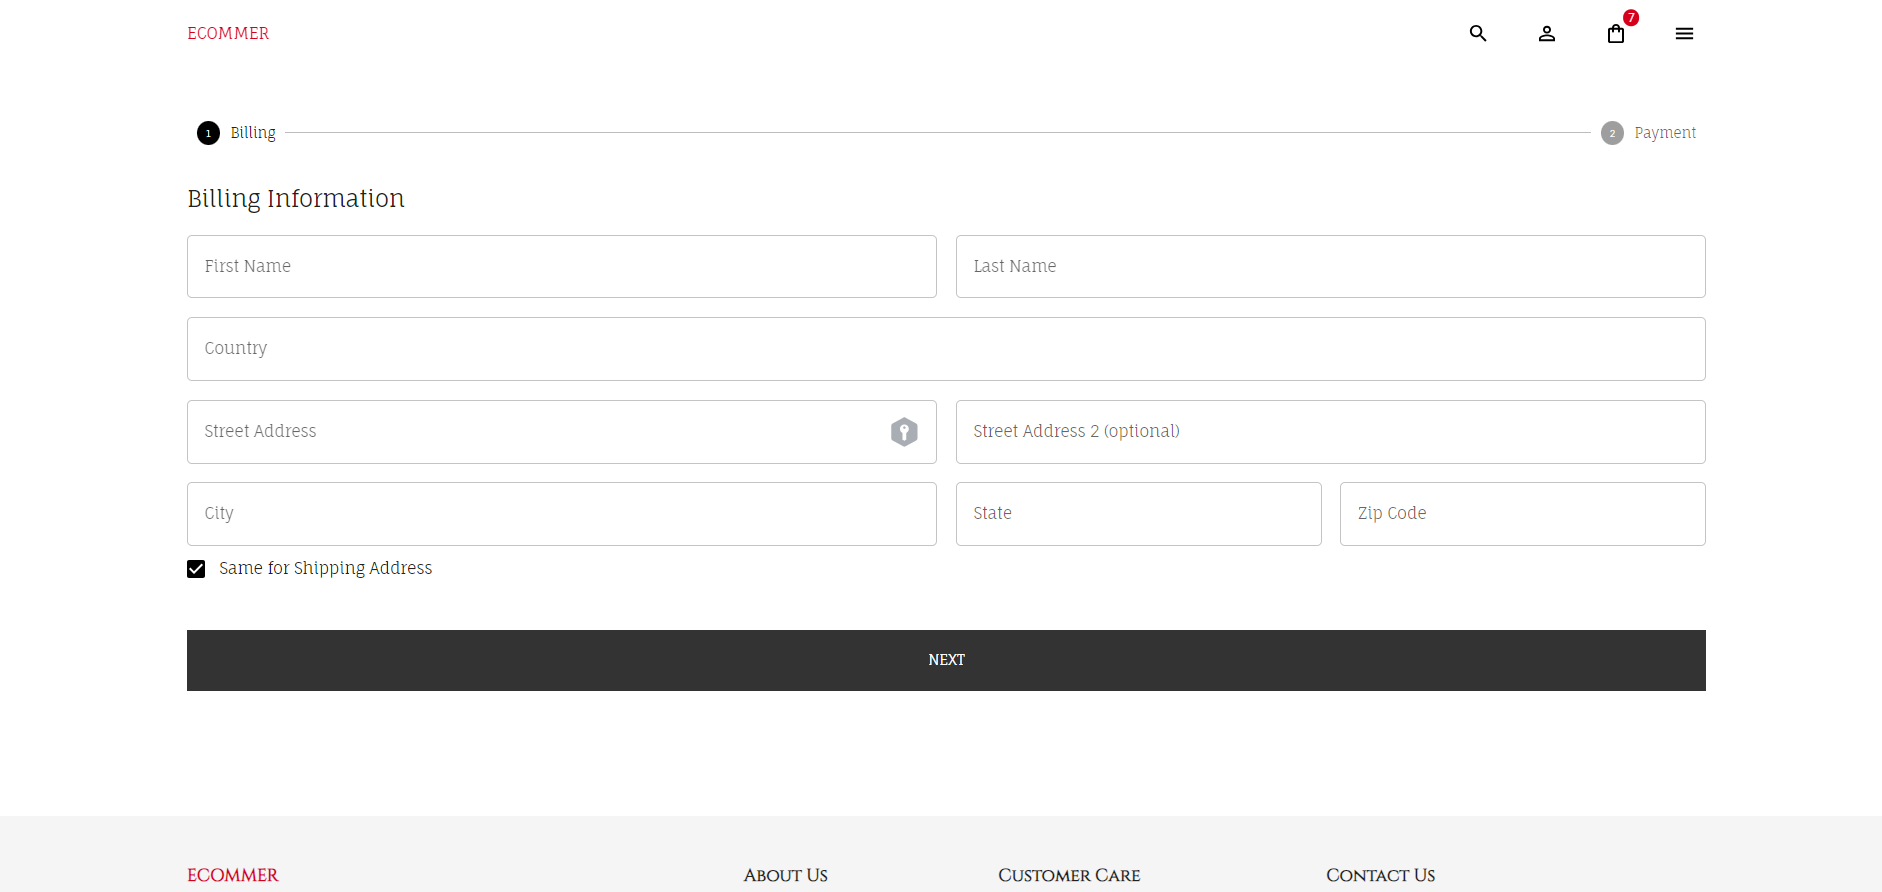 ECOMMER
7
1 Billing
2 Payment
Billing Information
First Name
Last Name
Country
Street Address
Street Address 2 (optional)
City
State
Zip Code
Same for Shipping Address
NEXT
ECOMMER
About Us
Customer Care
Contact Us